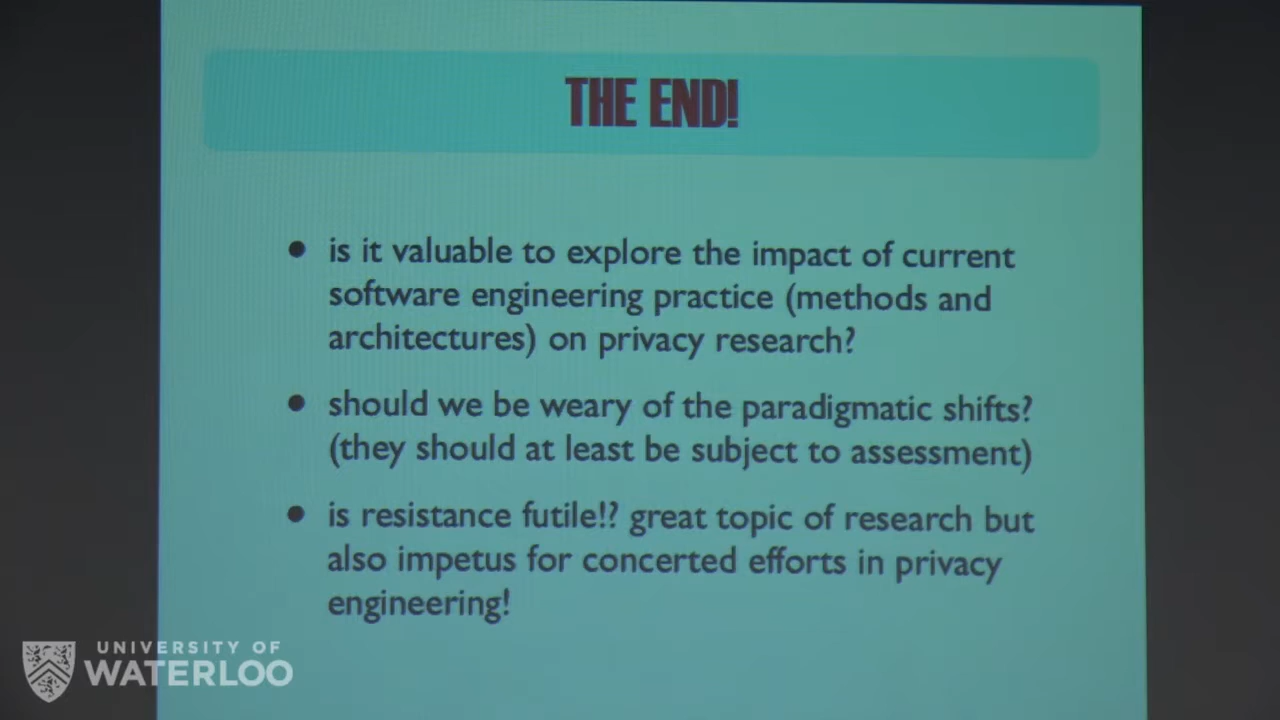 THE END!
• is it valuable to explore the impact of current
software engineering practice (methods and
architectures) on privacy research?
• should we be weary of the paradigmatic shifts?
(they should at least be subject to assessment)
• is resistance futile!? great topic of research but
also impetus for concerted efforts in privacy
engineering!
UNIVERSITY OF
WATERLOO